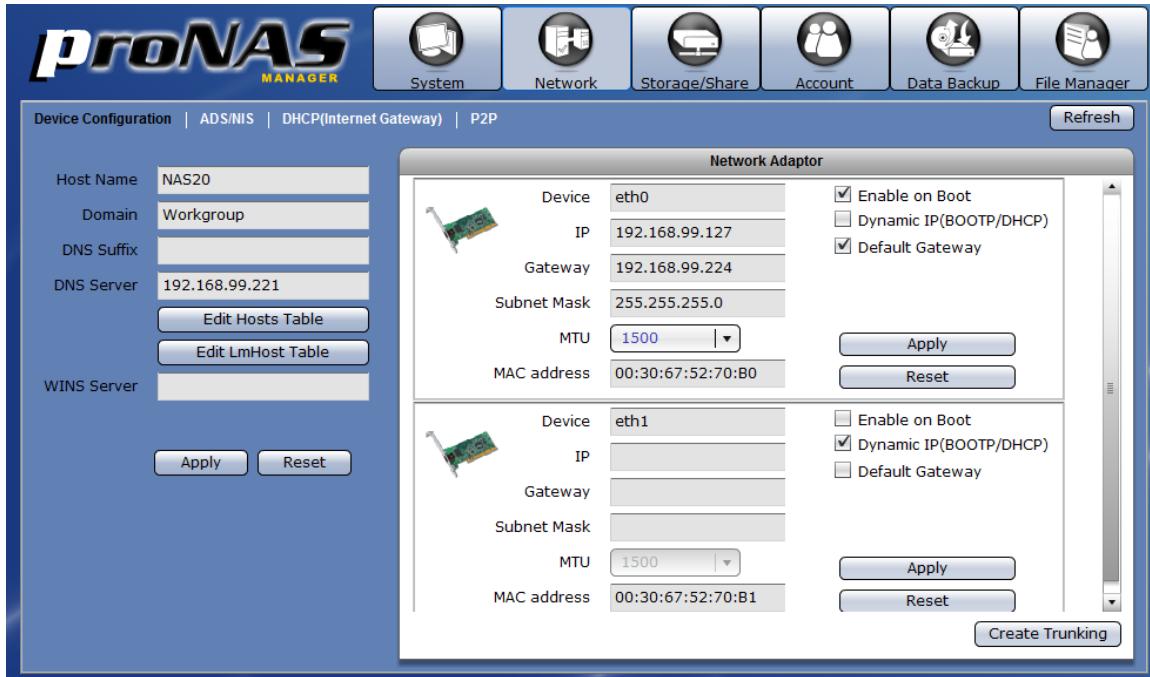 proNAS
MANAGER
System
Network
Storage/Share
Account
Data Backup
File Manager
Device Configuration | ADS/NIS | DHCP(Internet Gateway) | P2P
Refresh
Host Name NAS20
Domain Workgroup
DNS Suffix
DNS Server 192.168.99.221
Edit Hosts Table
Edit LmHost Table
WINS Server
Apply Reset
Network Adaptor
Device eth0 Enable on Boot
IP 192.168.99.127 Dynamic IP(BOOTP/DHCP)
Gateway 192.168.99.224 Default Gateway
Subnet Mask 255.255.255.0
MTU 1500 Apply
MAC address 00:30:67:52:70:B0 Reset
Device eth1 Enable on Boot
IP Dynamic IP(BOOTP/DHCP)
Gateway Default Gateway
Subnet Mask
MTU 1500 Apply
MAC address 00:30:67:52:70:B1 Reset
Create Trunking